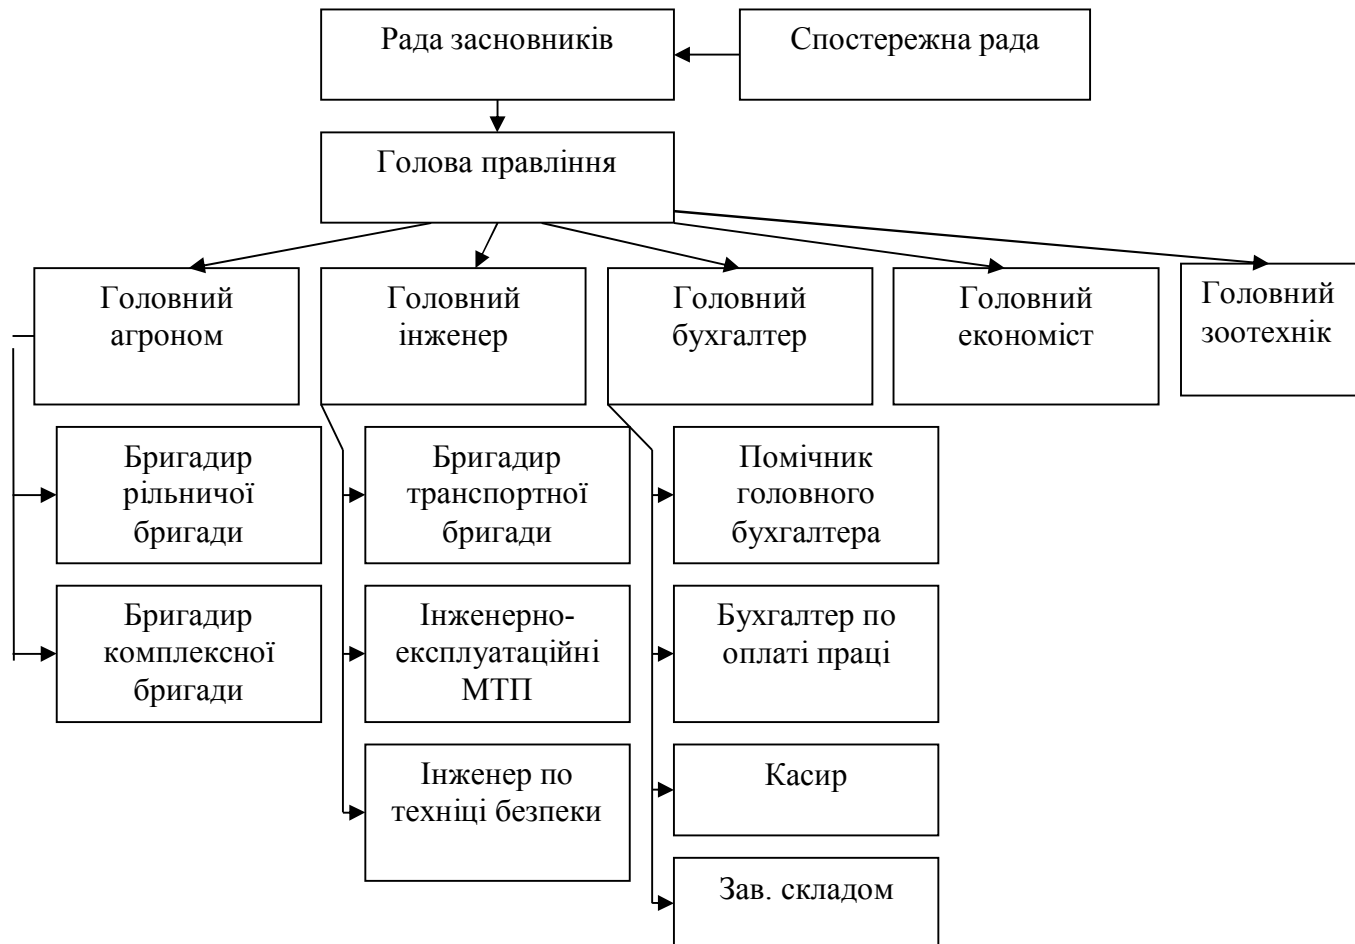 Рада засновників
Спостережна рада
Голова правління
Головний
агроном
Головний
інженер
Головний
бухгалтер
Головний
економіст
Головний
зоотехнік
Бригадир
рільничої
бригади
Бригадир
транспортної
бригади
Помічник
головного
бухгалтера
Бригадир
комплексної
бригади
Інженерно-
експлуатаційні
МТП
Бухгалтер по
оплаті праці
Інженер по
техніці безпеки
Касир
Зав. складом